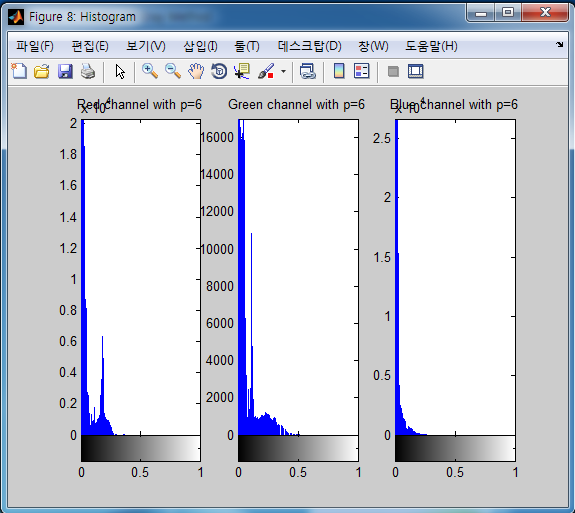 Figure 8: Histogram
파일(F) 편집(E) 보기(V) 삽입(I) 툴(T) 데스크탑(D) 창(W) 도움말(H)
Red channel with p=6 Green channel with p=6 Blue channel with p=6
x 10^4 x 10^4
2 16000 2.5
1.8 14000 2
1.6 12000 1.5
1.4 10000 1
1.2 8000 0.5
1 6000 0
0.8 4000
0.6 2000
0.4 0
0.2
0
0 0.5 1 0 0.5 1 0 0.5 1